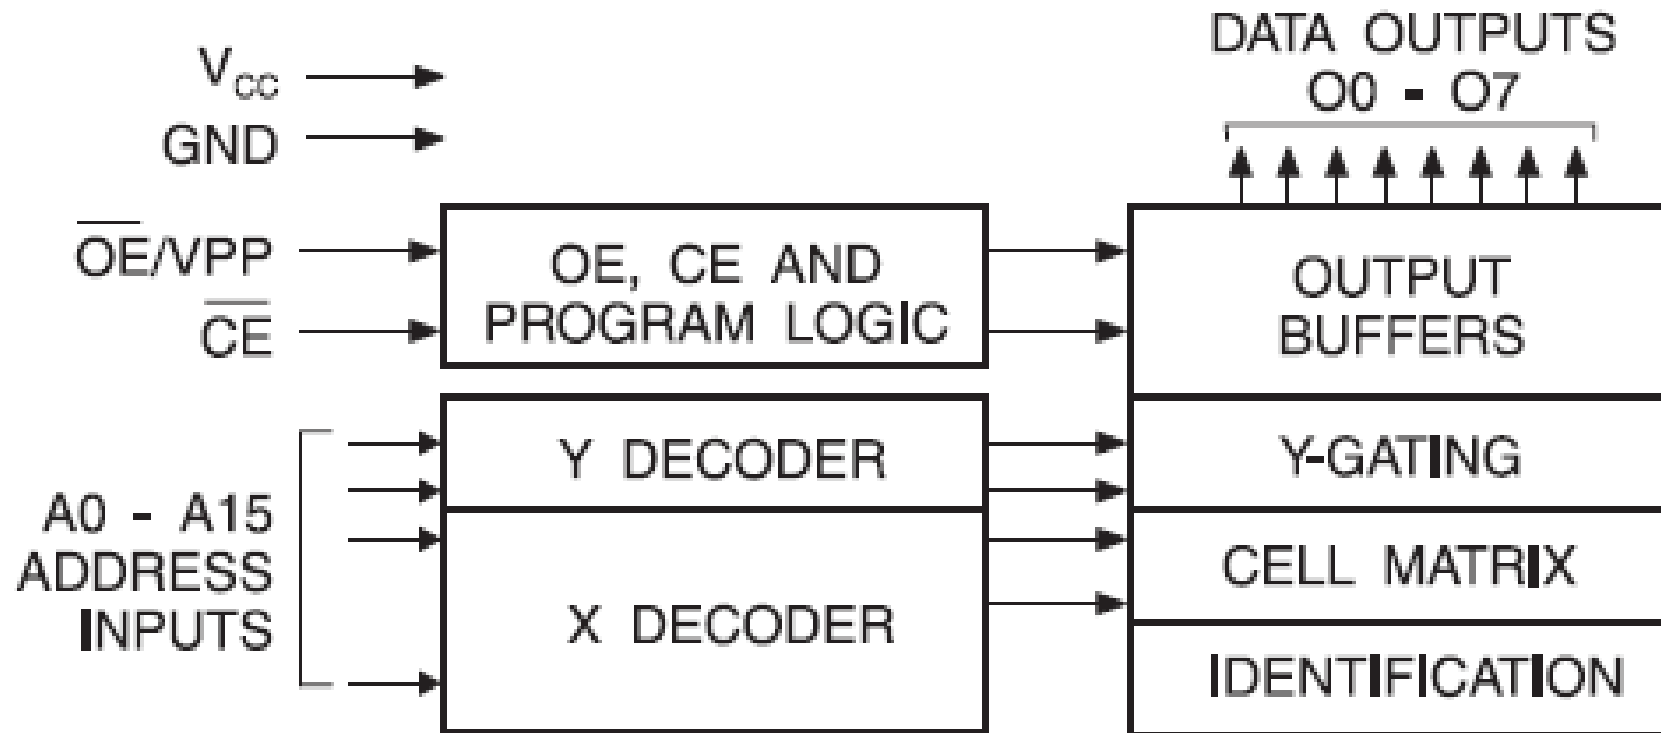 V_CC
GND
OE/VPP
CE
A0 - A15
ADDRESS
INPUTS
OE, CE AND
PROGRAM LOGIC
Y DECODER
X DECODER
DATA OUTPUTS
O0 - O7
OUTPUT
BUFFERS
Y-GATING
CELL MATRIX
IDENTIFICATION